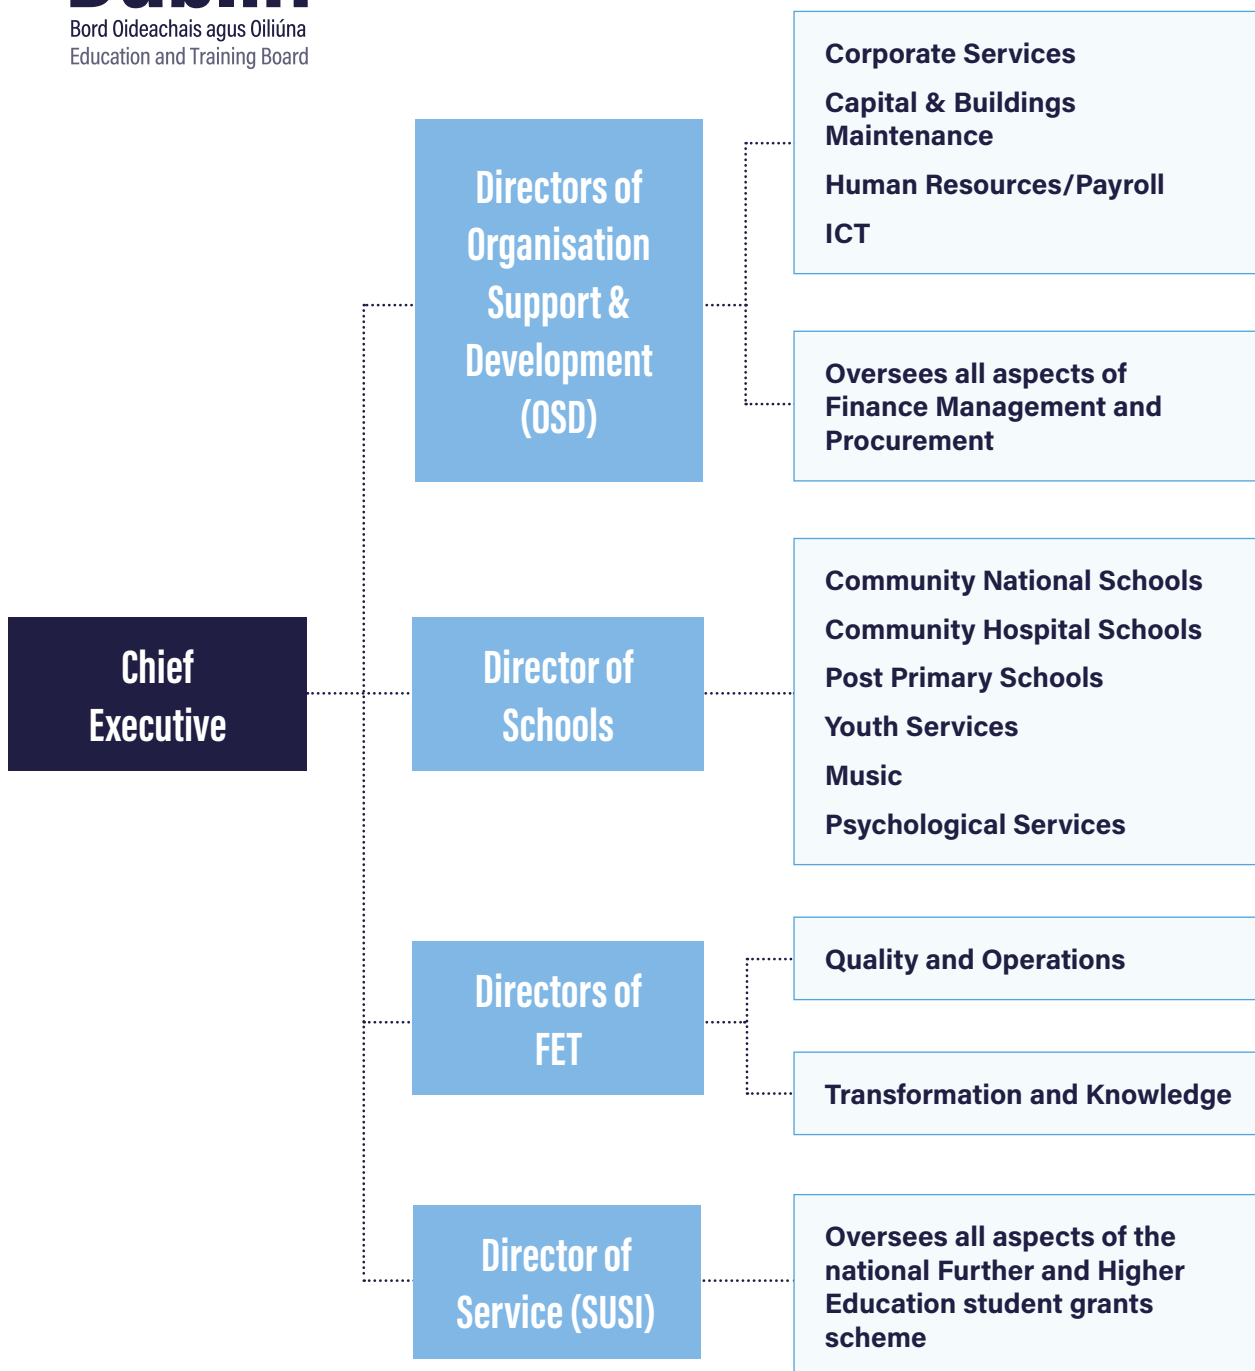 Bord Oideachais agus Oiliúna
Education and Training Board
Chief
Executive
Directors of
Organisation
Support &
Development
(OSD)
Corporate Services
Capital & Buildings
Maintenance
Human Resources/Payroll
ICT
Oversees all aspects of
Finance Management and
Procurement
Director of
Schools
Community National Schools
Community Hospital Schools
Post Primary Schools
Youth Services
Music
Psychological Services
Directors of
FET
Quality and Operations
Transformation and Knowledge
Director of
Service (SUSI)
Oversees all aspects of the
national Further and Higher
Education student grants
scheme